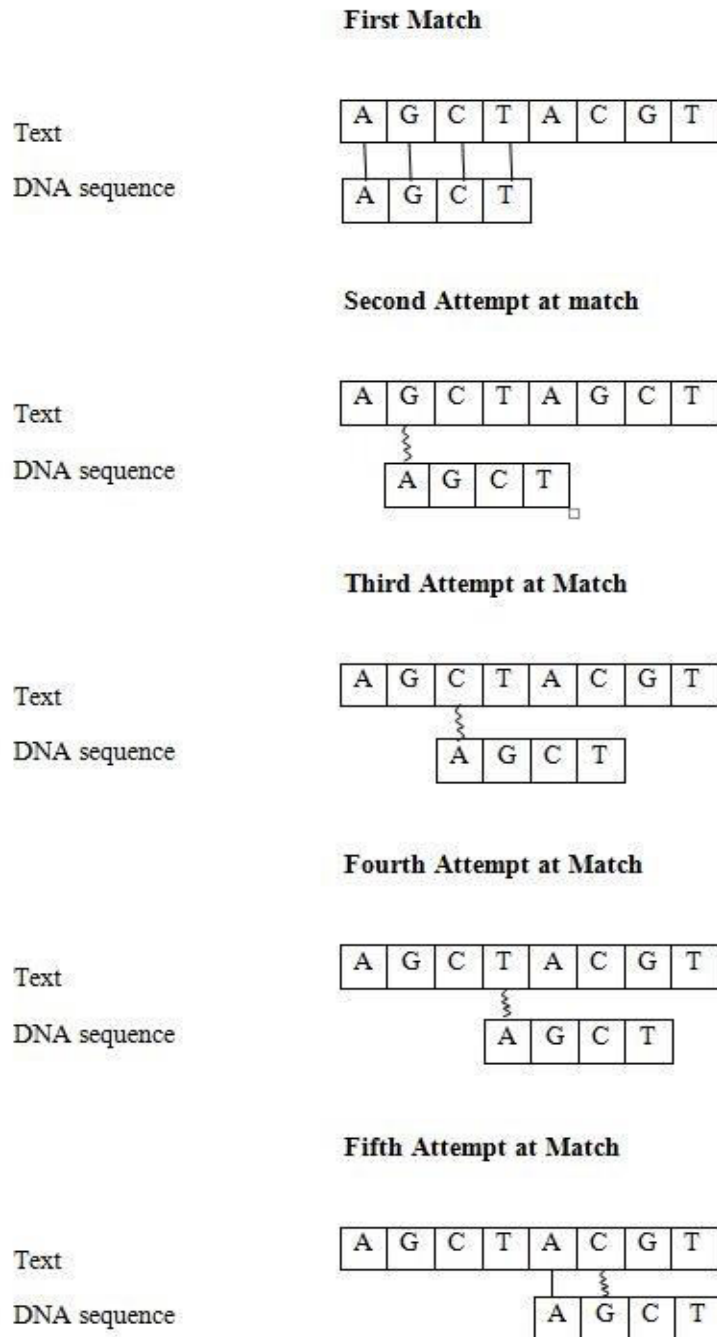 First Match
Text A G C T A C G T
DNA sequence A G C T
Second Attempt at match
Text A G C T A G C T
DNA sequence A G C T
Third Attempt at Match
Text A G C T A C G T
DNA sequence A G C T
Fourth Attempt at Match
Text A G C T A C G T
DNA sequence A G C T
Fifth Attempt at Match
Text A G C T A C G T
DNA sequence A G C T